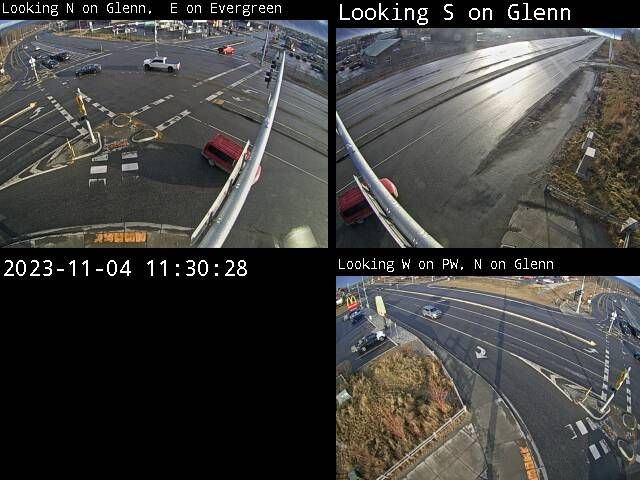 Looking N on Glenn, E on Evergreen
Looking S on Glenn
2023-11-04 11:30:28
Looking W on PW, N on Glenn